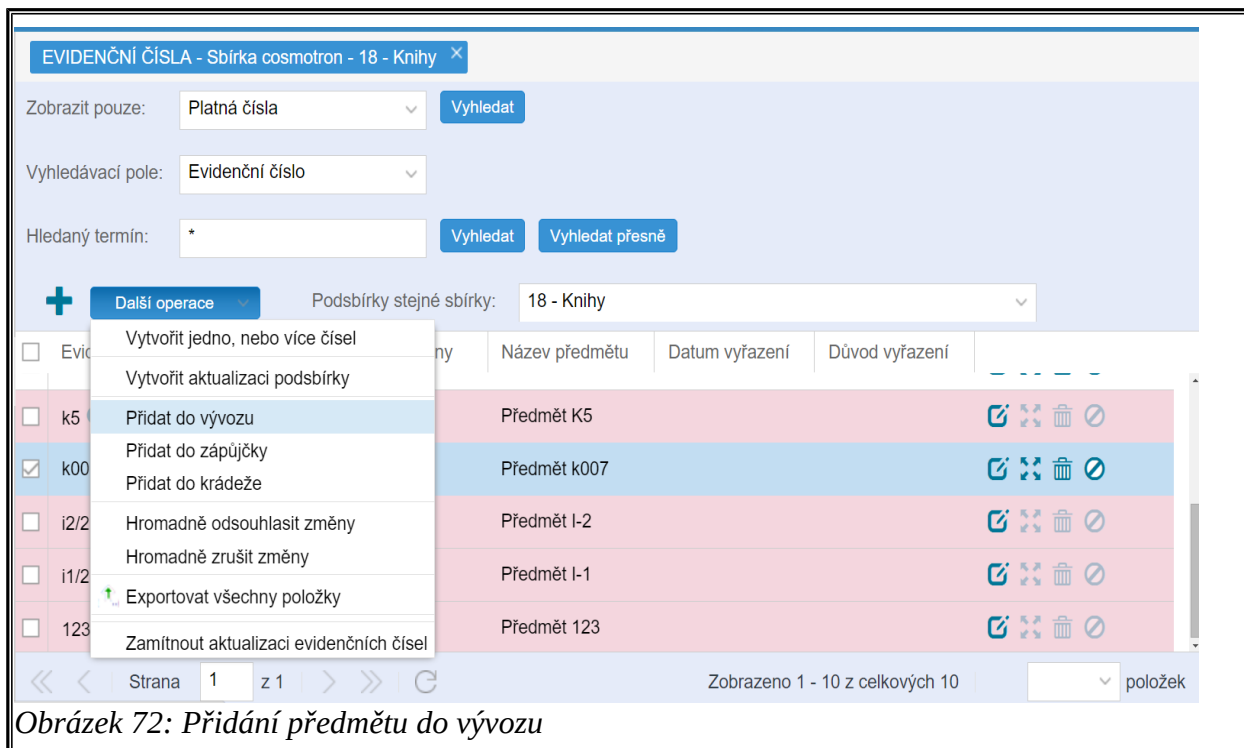 EVIDENČNÍ ČÍSLA - Sbírka cosmotron - 18 - Knihy
Zobrazit pouze: Platná čísla Vyhledat
Vyhledávací pole: Evidenční číslo
Hledaný termín: * Vyhledat Vyhledat přesně
Další operace Podsbírky stejné sbírky: 18 - Knihy
Vytvořit jedno, nebo více čísel
Evid ny Název předmětu Datum vyřazení Důvod vyřazení
Vytvořit aktualizaci podsbírky
k5 Přidat do vývozu Předmět K5
Přidat do zápůjčky
k00 Předmět k007
Přidat do krádeže
i2/2 Hromadně odsouhlasit změny Předmět I-2
Hromadně zrušit změny
i1/2 Předmět I-1
Exportovat všechny položky
123 Předmět 123
Zamítnout aktualizaci evidenčních čísel
Strana 1 z 1 Zobrazeno 1 - 10 z celkových 10 položek
Obrázek 72: Přidání předmětu do vývozu